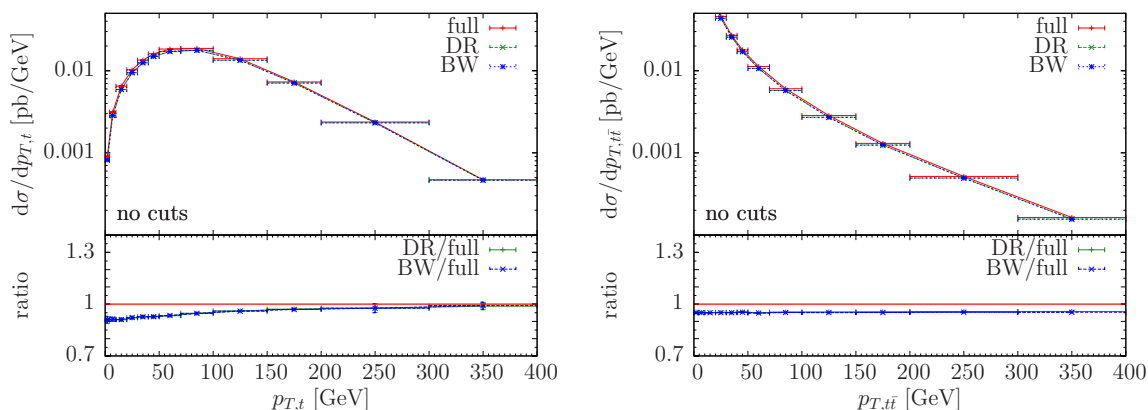 dσ/dp_{T,t} [pb/GeV]
0.01
0.001
full
DR
BW
no cuts
ratio
1.3
1
0.7
DR/full
BW/full
0 50 100 150 200 250 300 350 400
p_{T,t} [GeV]
dσ/dp_{T,tt̄} [pb/GeV]
0.01
0.001
full
DR
BW
no cuts
ratio
1.3
1
0.7
DR/full
BW/full
0 50 100 150 200 250 300 350 400
p_{T,tt̄} [GeV]